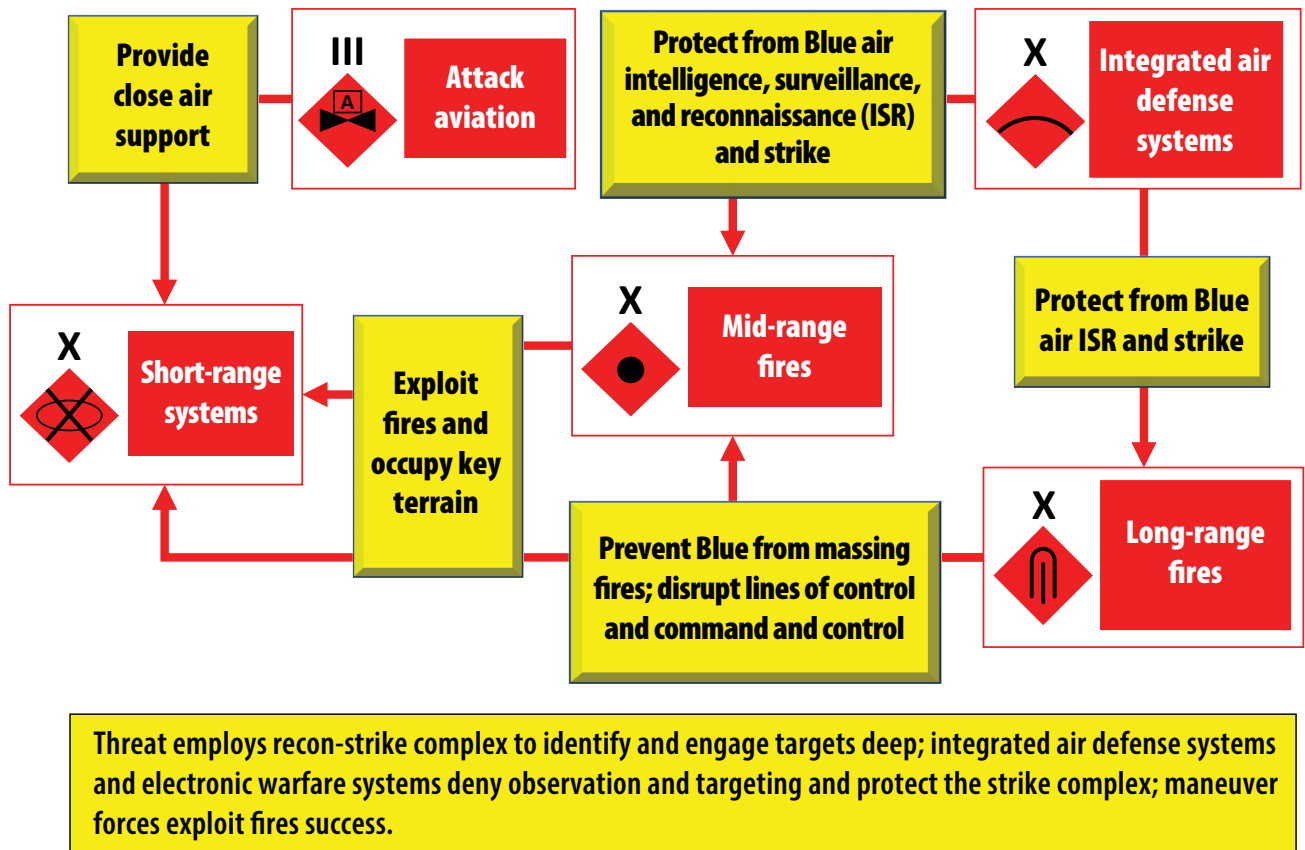 Provide
close air
support
III
A
Attack
aviation
Protect from Blue air
intelligence, surveillance,
and reconnaissance (ISR)
and strike
X
Integrated air
defense
systems
Protect from Blue
air ISR and strike
X
Short-range
systems
Exploit
fires and
occupy key
terrain
X
Mid-range
fires
Prevent Blue from massing
fires; disrupt lines of control
and command and control
X
Long-range
fires
Threat employs recon-strike complex to identify and engage targets deep; integrated air defense systems
and electronic warfare systems deny observation and targeting and protect the strike complex; maneuver
forces exploit fires success.